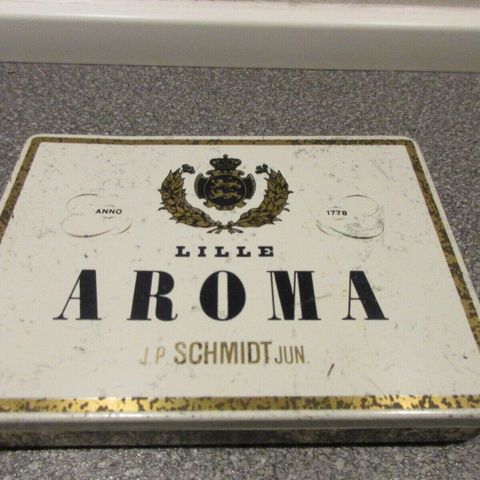 ANNO 1778
LILLE
AROMA
J.P. SCHMIDT JUN.